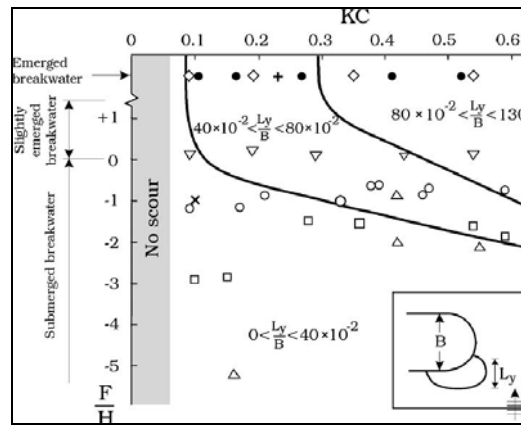 KC
0 0.1 0.2 0.3 0.4 0.5 0.6
Emerged breakwater
Slightly emerged breakwater
Submerged breakwater
+1
0
-1
-2
-3
-4
-5
F/H
No scour
40×10⁻²<Ly/B<80×10⁻²
80×10⁻²<Ly/B<130
0<Ly/B<40×10⁻²
B
Ly